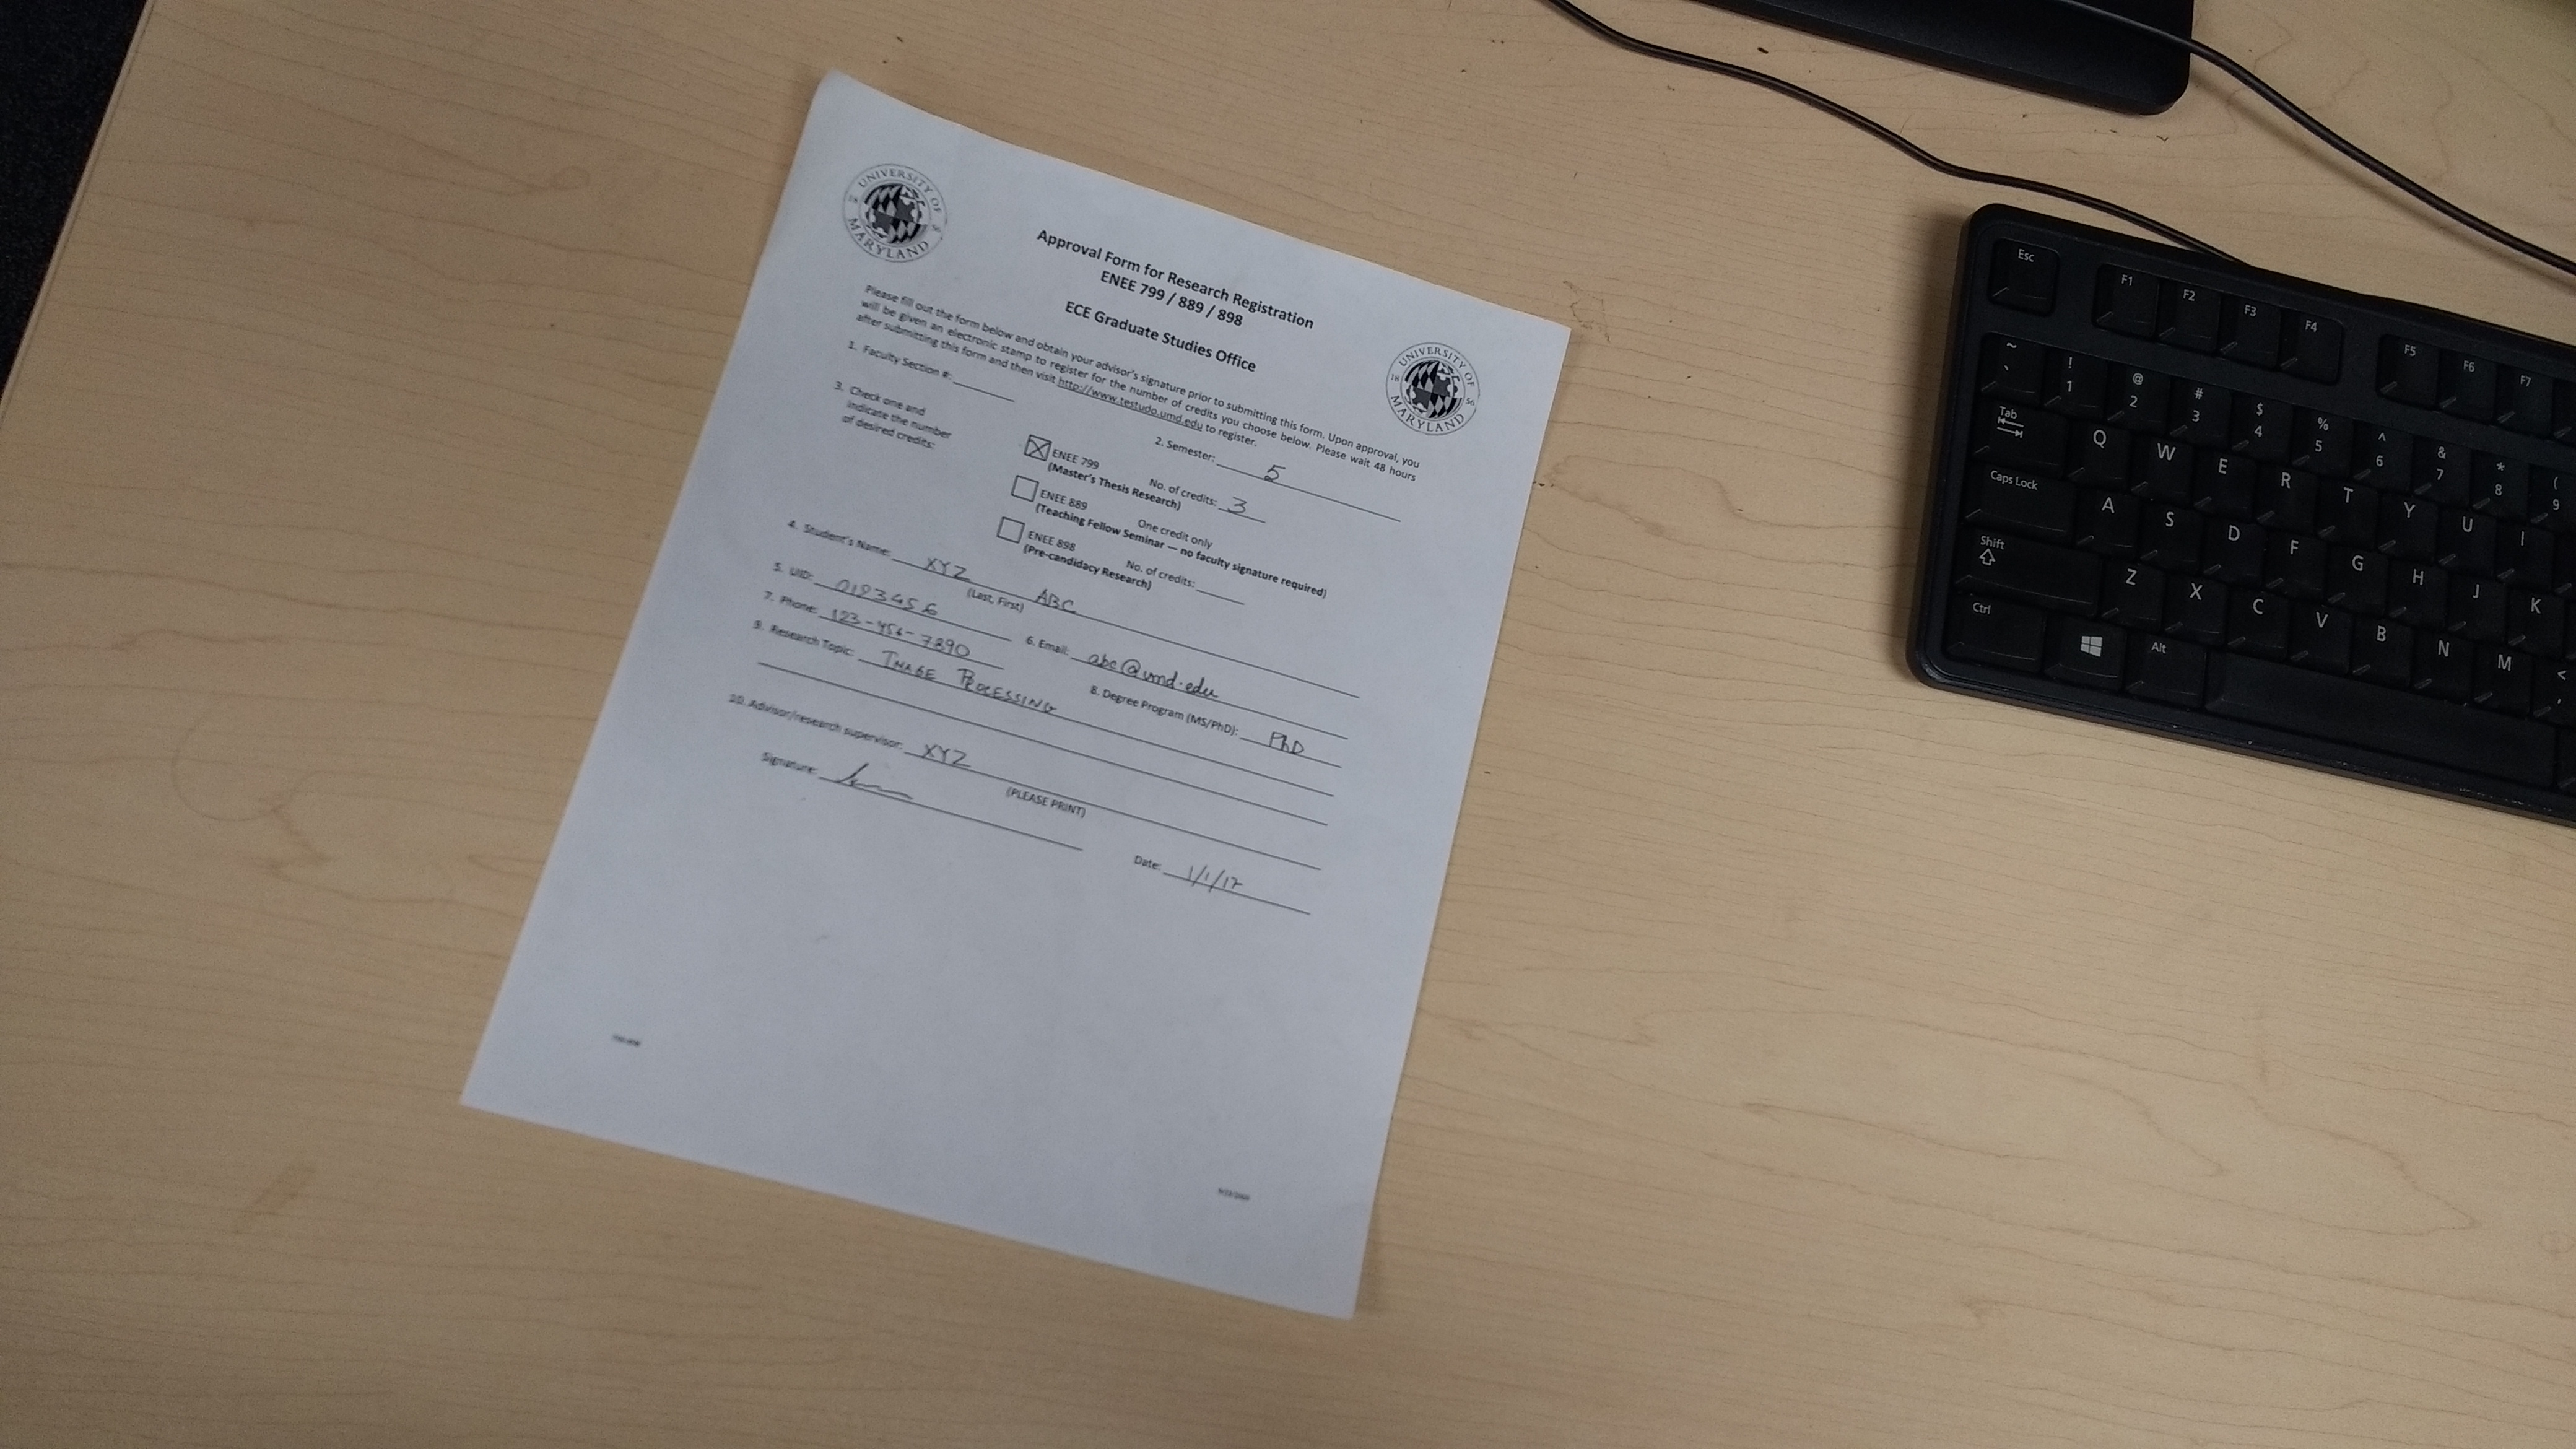 UNIVERSITY OF MARYLAND
18 56
Approval Form for Research Registration
ENEE 799 / 889 / 898
ECE Graduate Studies Office
UNIVERSITY OF MARYLAND
18 56
Please fill out the form below and obtain your advisor's signature prior to submitting this form. Upon approval, you
will be given an electronic stamp to register for the number of credits you choose below. Please wait 48 hours
after submitting this form and then visit http://www.testudo.umd.edu to register.
1. Faculty Section #:
2. Semester: 5
3. Check one and
indicate the number
of desired credits:
ENEE 799 No. of credits: 3
(Master's Thesis Research)
ENEE 889 One credit only
(Teaching Fellow Seminar — no faculty signature required)
ENEE 898 No. of credits:
(Pre-candidacy Research)
4. Student's Name: XYZ ABC
(Last, First)
5. UID: 0123456
6. Email: abc@umd.edu
7. Phone: 123-456-7890
8. Degree Program (MS/PhD): PhD
9. Research Topic: IMAGE PROCESSING
10. Advisor/research supervisor: XYZ
(PLEASE PRINT)
Signature:
Date: 1/1/17
Esc F1 F2 F3 F4 F5 F6 F7
~ ! @ # $ % ^ & * (
` 1 2 3 4 5 6 7 8 9
Tab Q W E R T Y U I
Caps Lock A S D F G H J K
Shift Z X C V B N M <
,
Ctrl Alt